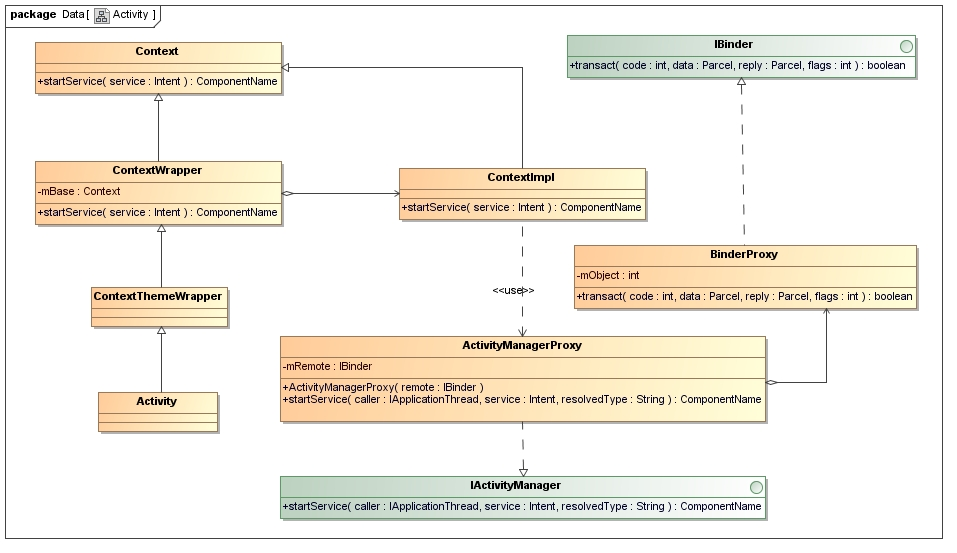 package Data[ Activity ]
Context
+startService( service : Intent ) : ComponentName
IBinder
+transact( code : int, data : Parcel, reply : Parcel, flags : int ) : boolean
ContextWrapper
-mBase : Context
+startService( service : Intent ) : ComponentName
ContextImpl
+startService( service : Intent ) : ComponentName
BinderProxy
-mObject : int
+transact( code : int, data : Parcel, reply : Parcel, flags : int ) : boolean
ContextThemeWrapper
<<use>>
ActivityManagerProxy
-mRemote : IBinder
+ActivityManagerProxy( remote : IBinder )
+startService( caller : IApplicationThread, service : Intent, resolvedType : String ) : ComponentName
Activity
IActivityManager
+startService( caller : IApplicationThread, service : Intent, resolvedType : String ) : ComponentName